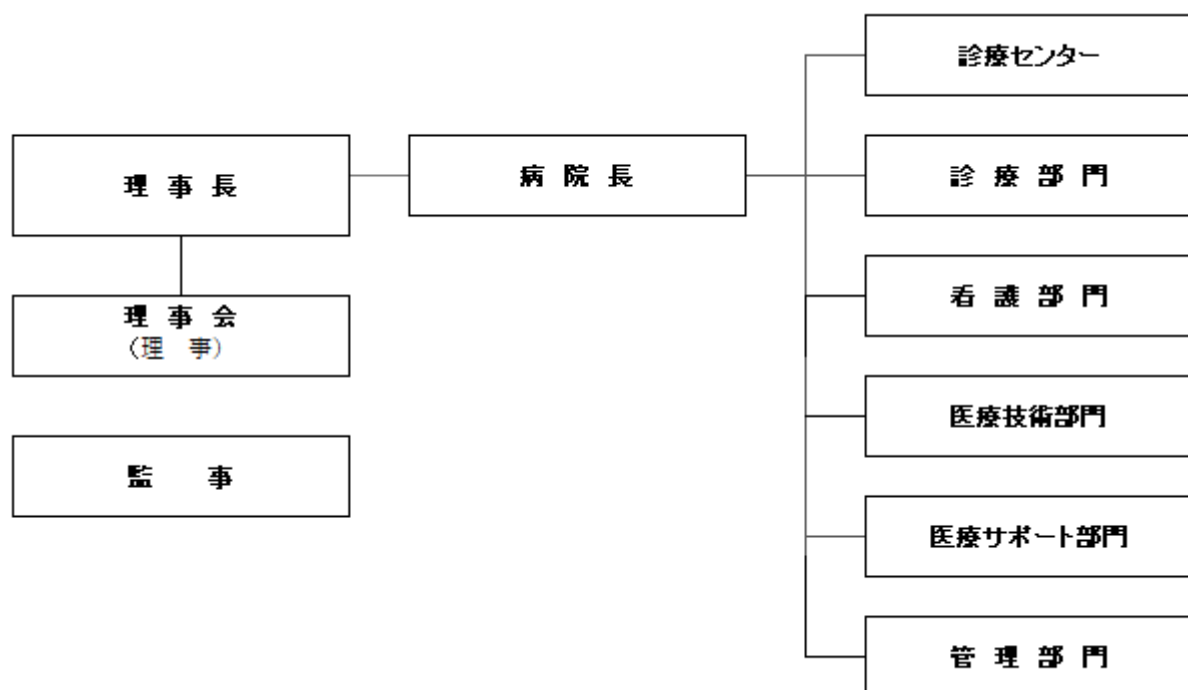 理 事 長
理 事 会
（理　事）
監　事
病 院 長
診療センター
診 療 部 門
看 護 部 門
医療技術部門
医療サポート部門
管 理 部 門